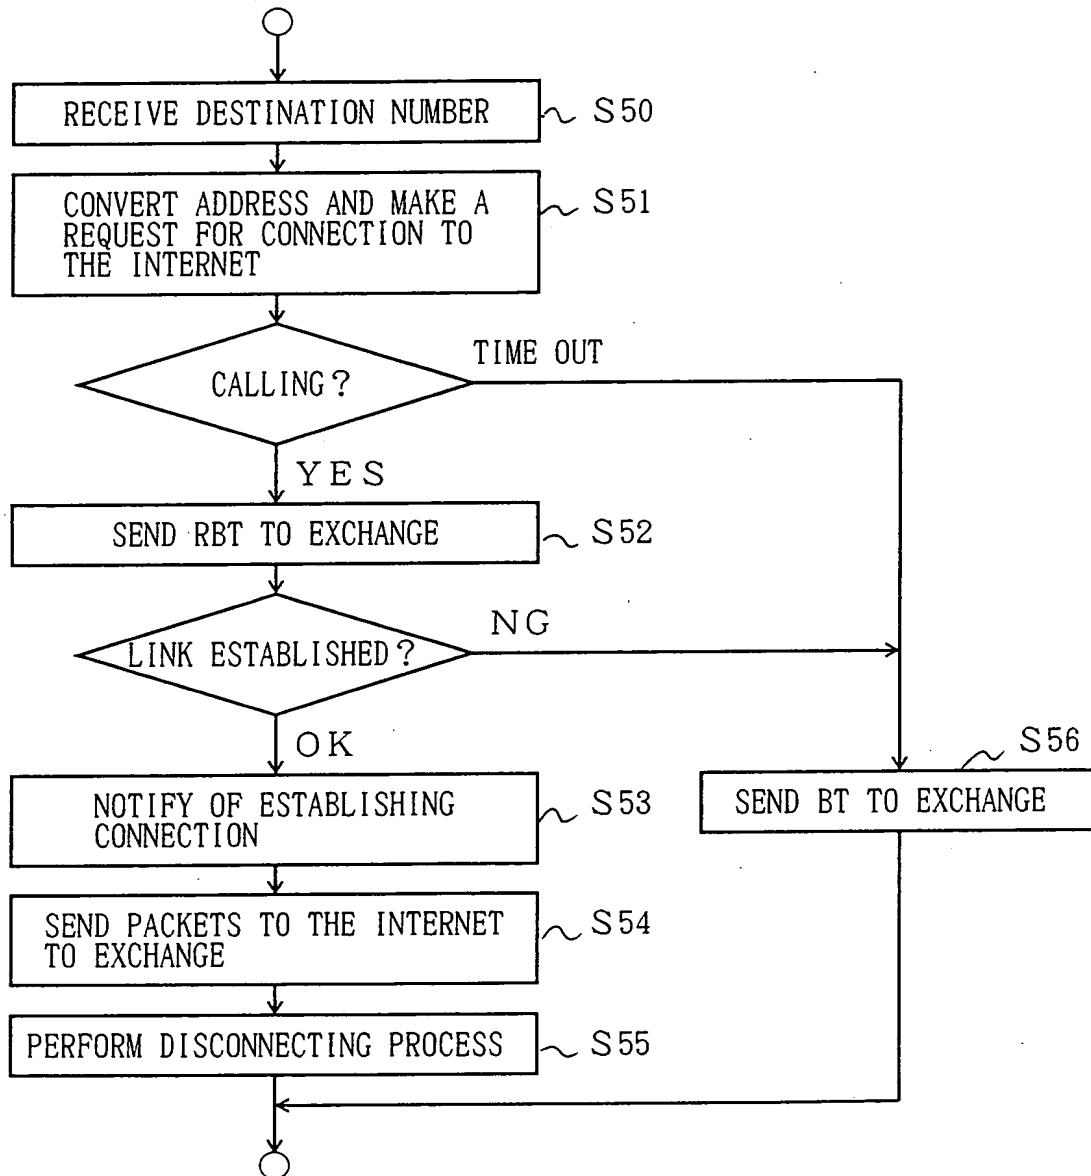 RECEIVE DESTINATION NUMBER
S50
CONVERT ADDRESS AND MAKE A
REQUEST FOR CONNECTION TO
THE INTERNET
S51
CALLING?
TIME OUT
YES
SEND RBT TO EXCHANGE
S52
LINK ESTABLISHED?
NG
OK
NOTIFY OF ESTABLISHING
CONNECTION
S53
S56
SEND BT TO EXCHANGE
SEND PACKETS TO THE INTERNET
TO EXCHANGE
S54
PERFORM DISCONNECTING PROCESS
S55